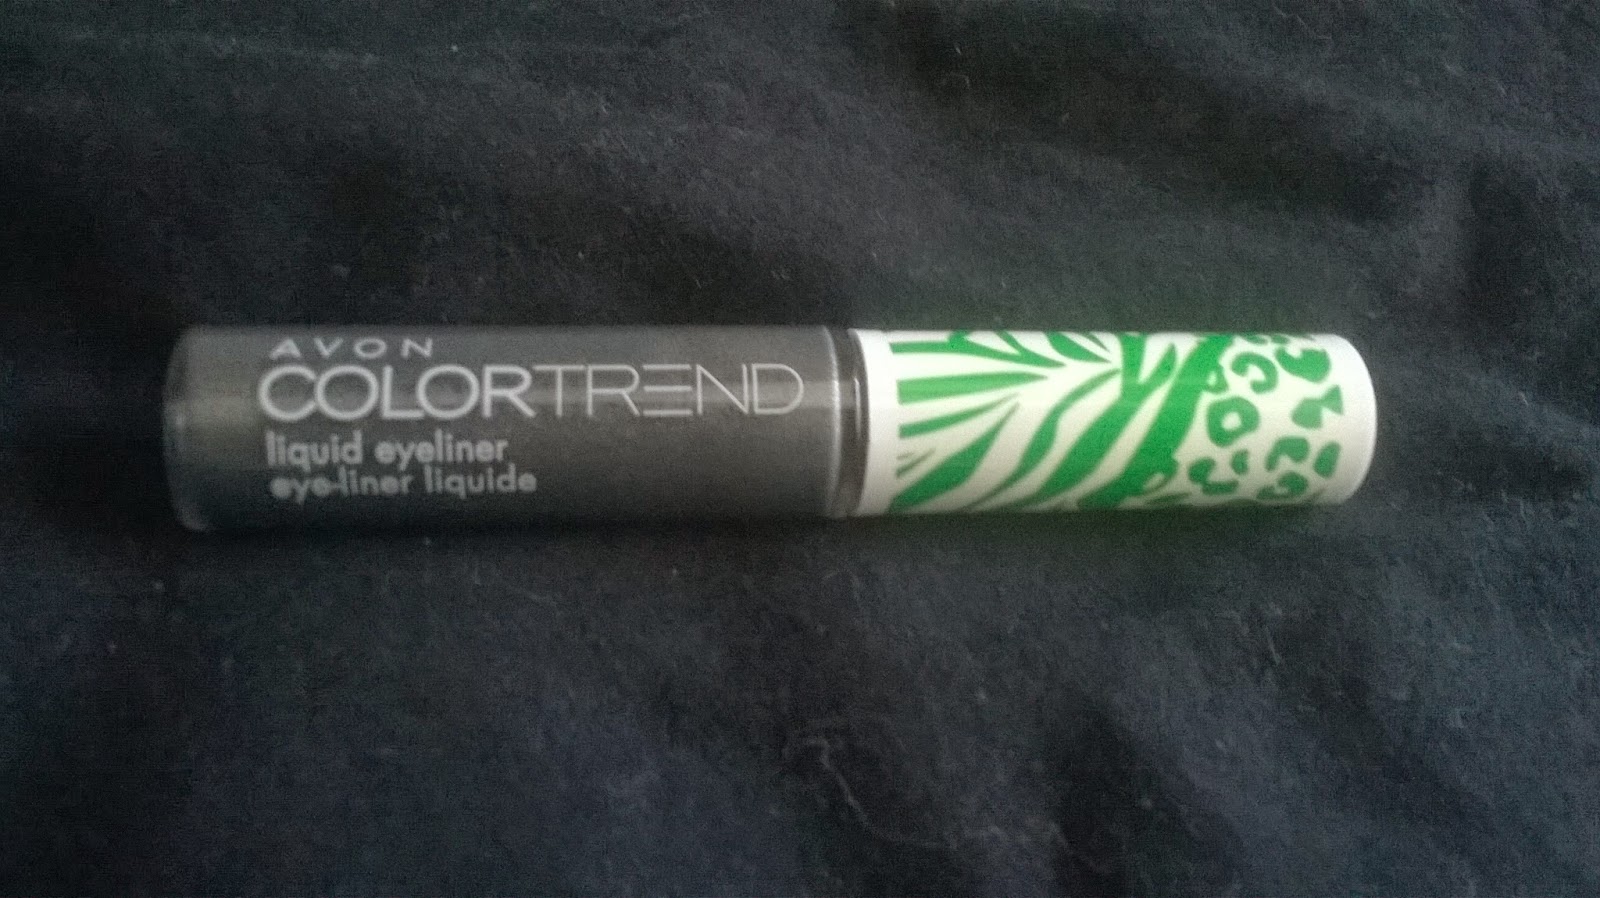 AVON
COLORTREND
liquid eyeliner
eye-liner liquide